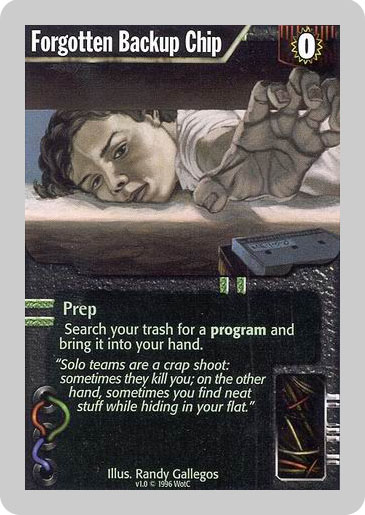 Forgotten Backup Chip
0
Prep
Search your trash for a program and
bring it into your hand.
“Solo teams are a crap shoot:
sometimes they kill you; on the other
hand, sometimes you find neat
stuff while hiding in your flat.”
Illus. Randy Gallegos
v1.0 © 1996 WotC